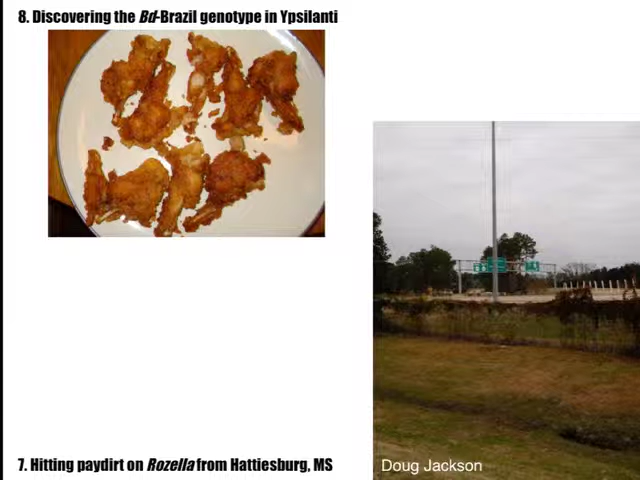 8. Discovering the Bd-Brazil genotype in Ypsilanti
7. Hitting paydirt on Rozella from Hattiesburg, MS
Doug Jackson